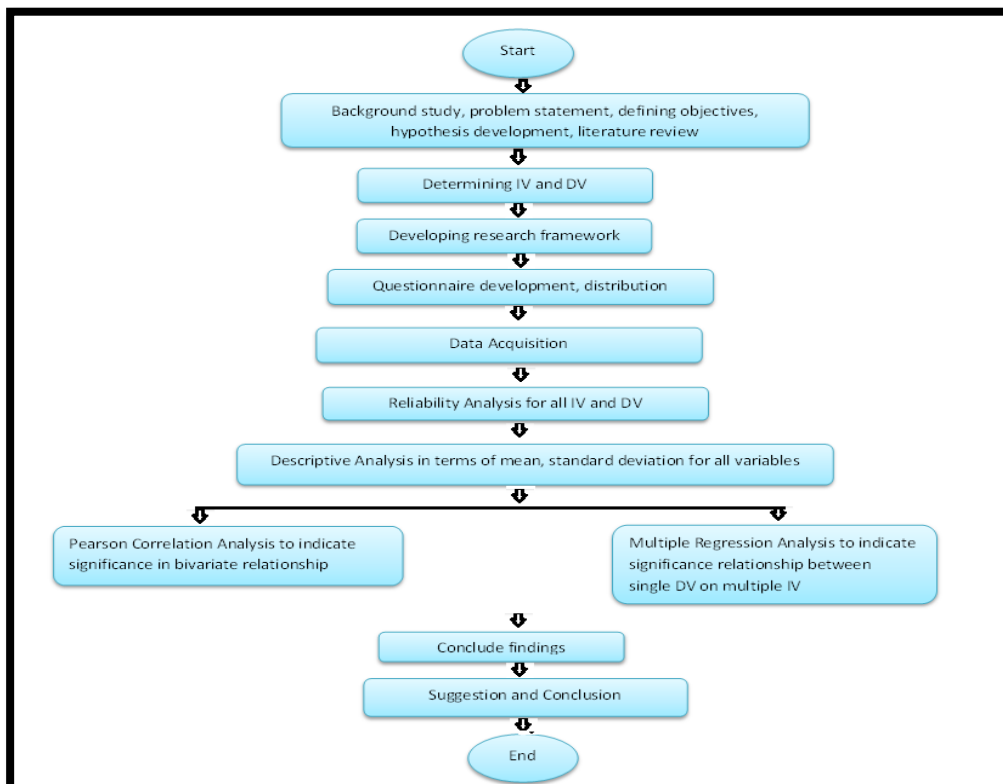 Start
Background study, problem statement, defining objectives,
hypothesis development, literature review
Determining IV and DV
Developing research framework
Questionnaire development, distribution
Data Acquisition
Reliability Analysis for all IV and DV
Descriptive Analysis in terms of mean, standard deviation for all variables
Pearson Correlation Analysis to indicate
significance in bivariate relationship
Multiple Regression Analysis to indicate
significance relationship between
single DV on multiple IV
Conclude findings
Suggestion and Conclusion
End